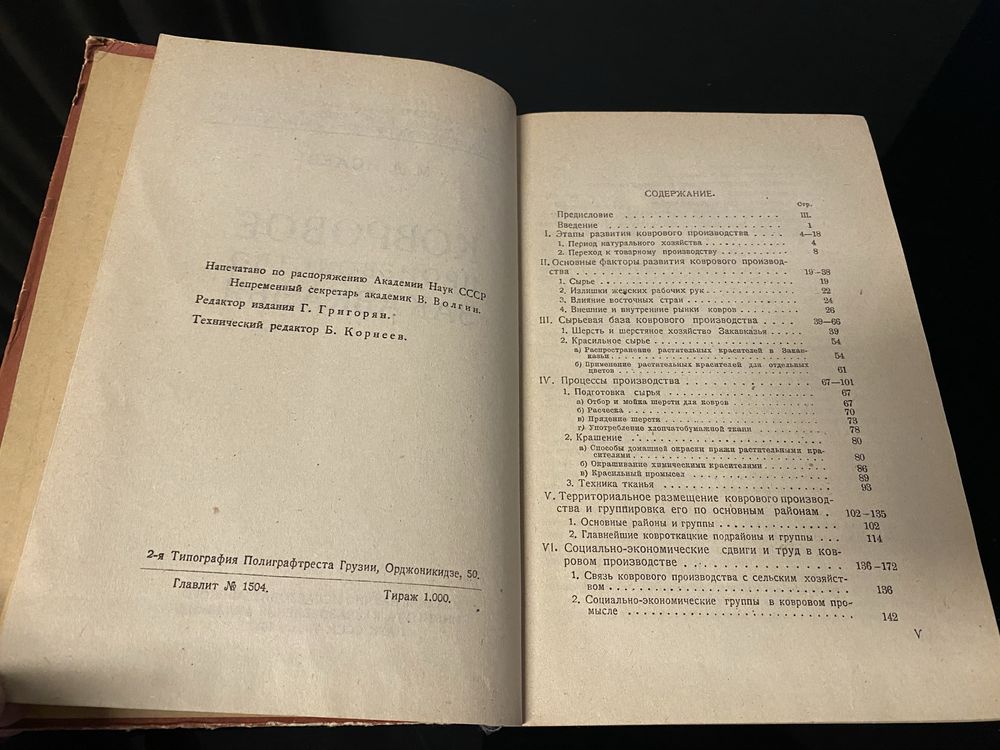 Напечатано по распоряжению Академии Наук СССР
Непременный секретарь академик В. Волгин.
Редактор издания Г. Григорян.
Технический редактор Б. Корнеев.
2-я Типография Полиграфтреста Грузии, Орджоникидзе, 50.
Главлит № 1504. Тираж 1.000.
СОДЕРЖАНИЕ.
Стр.
Предисловие . . . . . . . . . . . . . . . . . . . III.
Введение . . . . . . . . . . . . . . . . . . . . 1
I. Этапы развития коврового производства . . . . 4—18
1. Период натурального хозяйства . . . . . . . . . . 4
2. Переход к товарному производству . . . . . . . . 8
II. Основные факторы развития коврового производ-
ства . . . . . . . . . . . . . . . . . . . . . 19-38
1. Сырье . . . . . . . . . . . . . . . . . . . . 19
2. Излишки женских рабочих рук . . . . . . . . . . 22
3. Влияние восточных стран . . . . . . . . . . . . 24
4. Внешние и внутренние рынки ковров . . . . . . . 26
III. Сырьевая база коврового производства . . . . 39—66
1. Шерсть и шерстяное хозяйство Закавказья . . . . . 39
2. Красильное сырье . . . . . . . . . . . . . . . 54
а) Распространение растительных красителей в Закав-
казьи . . . . . . . . . . . . . . . . . . . . 54
б) Применение растительных красителей для отдельных
цветов . . . . . . . . . . . . . . . . . . . 61
IV. Процессы производства . . . . . . . . . . . 67—101
1. Подготовка сырья . . . . . . . . . . . . . . . 67
а) Отбор и мойка шерсти для ковров . . . . . . . . 67
б) Расческа . . . . . . . . . . . . . . . . . . 70
в) Прядение шерсти . . . . . . . . . . . . . . . 73
г) Употребление хлопчатобумажной ткани . . . . . . 78
2. Крашение . . . . . . . . . . . . . . . . . . . 80
а) Способы домашней окраски пряжи растительными кра-
сителями . . . . . . . . . . . . . . . . . . 80
б) Окрашивание химическими красителями . . . . . . 86
в) Красильный промысел . . . . . . . . . . . . . 89
3. Техника тканья . . . . . . . . . . . . . . . . 93
V. Территориальное размещение коврового производ-
ства и группировка его по основным районам . 102-135
1. Основные районы и группы . . . . . . . . . . . 102
2. Главнейшие ковроткацкие подрайоны и группы . . . 114
VI. Социально-экономические сдвиги и труд в ков-
ровом производстве . . . . . . . . . . . . . 136-172
1. Связь коврового производства с сельским хозяйст-
вом . . . . . . . . . . . . . . . . . . . . 136
2. Социально-экономические группы в ковровом про-
мысле . . . . . . . . . . . . . . . . . . . 142
V